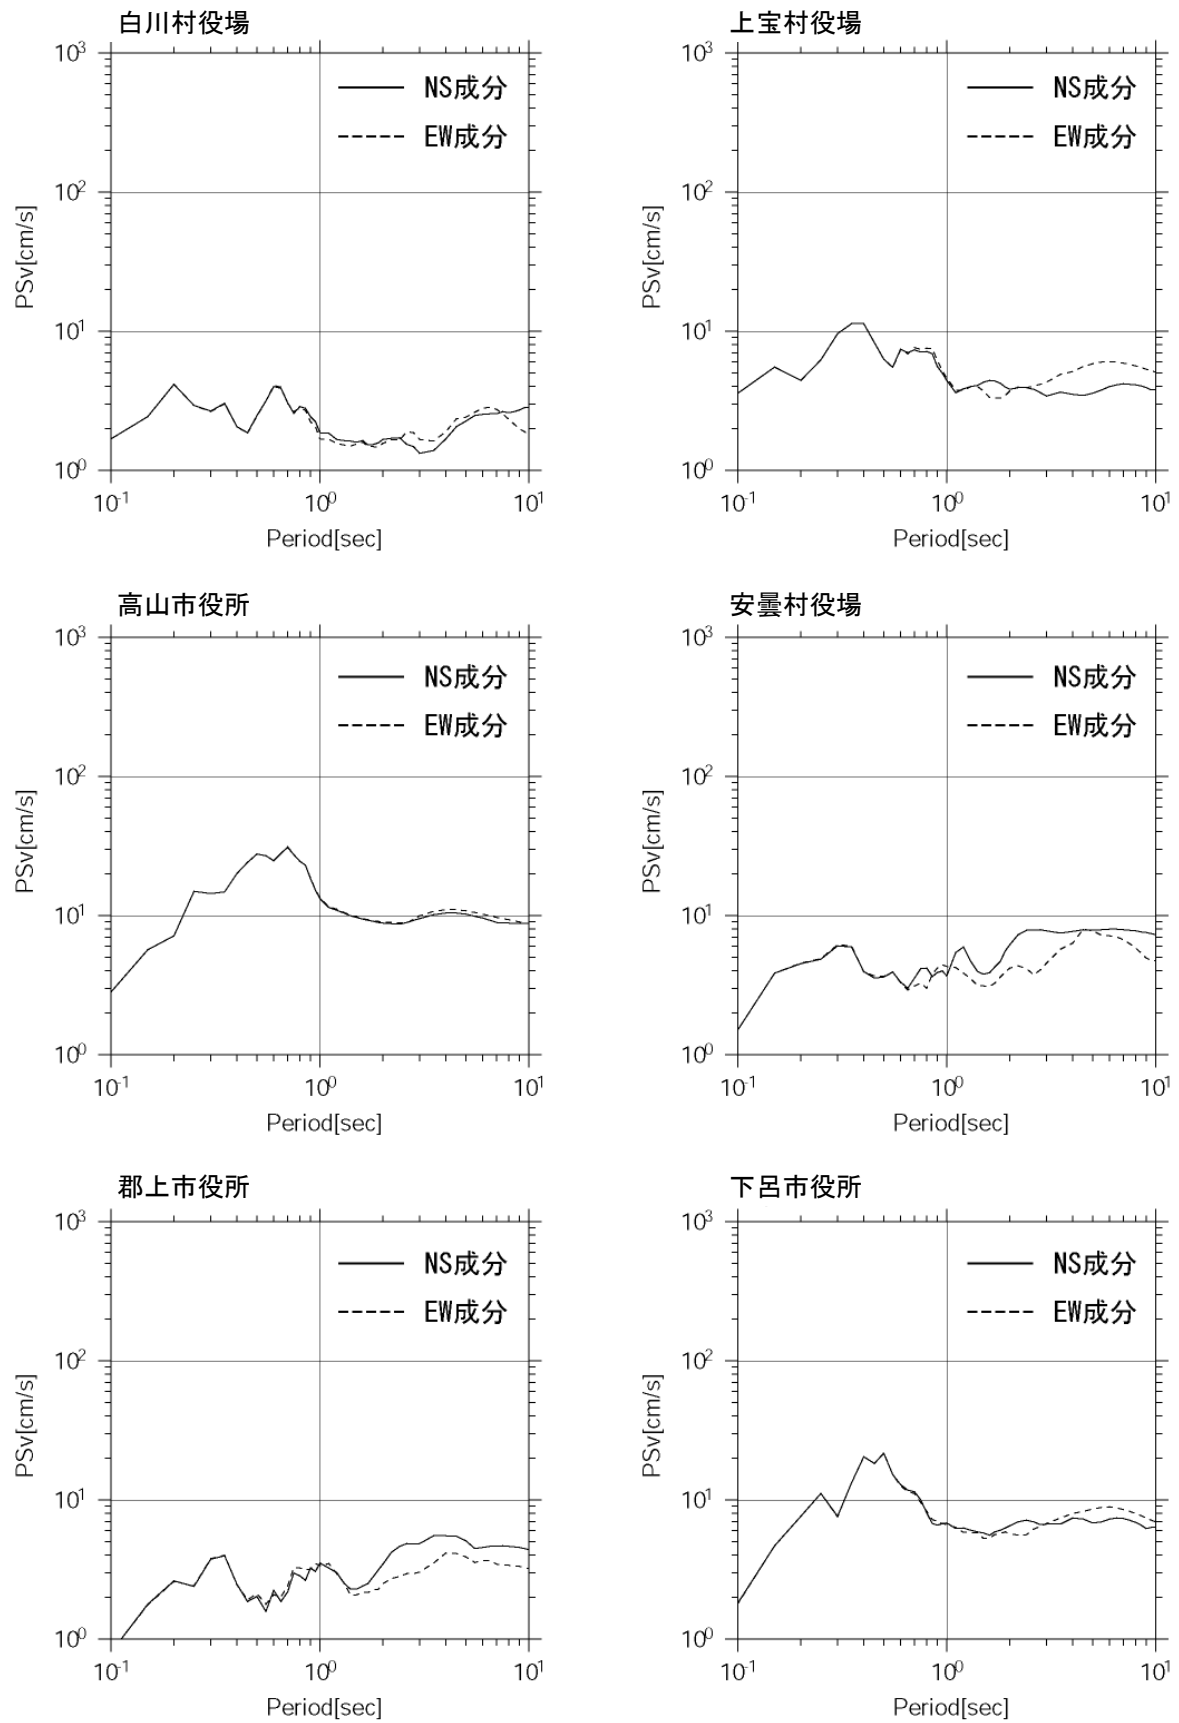 白川村役場
10³
NS成分
EW成分
10²
PSv[cm/s]
10¹
10⁰
10⁻¹ 10⁰ 10¹
Period[sec]
上宝村役場
10³
NS成分
EW成分
10²
PSv[cm/s]
10¹
10⁰
10⁻¹ 10⁰ 10¹
Period[sec]
高山市役所
10³
NS成分
EW成分
10²
PSv[cm/s]
10¹
10⁰
10⁻¹ 10⁰ 10¹
Period[sec]
安曇村役場
10³
NS成分
EW成分
10²
PSv[cm/s]
10¹
10⁰
10⁻¹ 10⁰ 10¹
Period[sec]
郡上市役所
10³
NS成分
EW成分
10²
PSv[cm/s]
10¹
10⁰
10⁻¹ 10⁰ 10¹
Period[sec]
下呂市役所
10³
NS成分
EW成分
10²
PSv[cm/s]
10¹
10⁰
10⁻¹ 10⁰ 10¹
Period[sec]